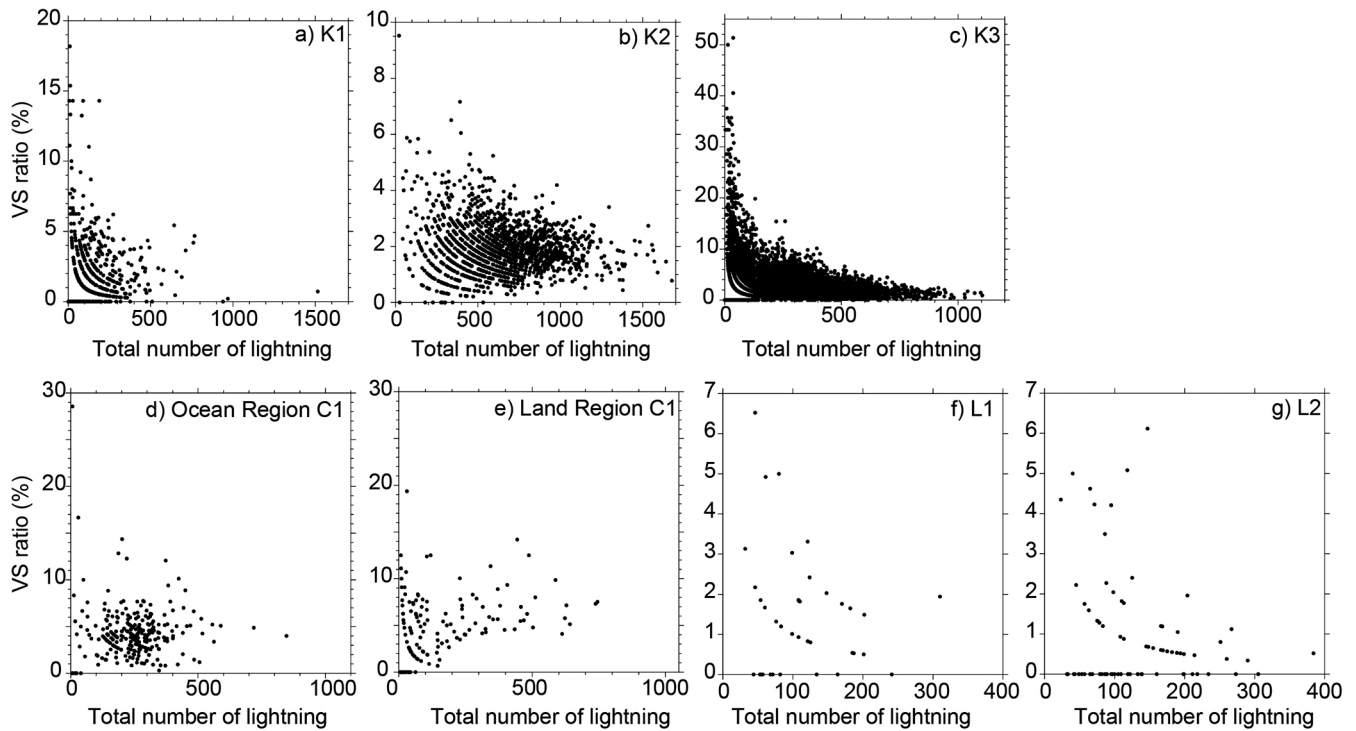 a) K1
VS ratio (%)
20
15
10
5
0
0 500 1000 1500
Total number of lightning
b) K2
10
8
6
4
2
0
0 500 1000 1500
Total number of lightning
c) K3
50
40
30
20
10
0
0 500 1000
Total number of lightning
d) Ocean Region C1
VS ratio (%)
30
20
10
0
0 500 1000
Total number of lightning
e) Land Region C1
30
20
10
0
0 500 1000
Total number of lightning
f) L1
7
6
5
4
3
2
1
0
0 100 200 300 400
Total number of lightning
g) L2
7
6
5
4
3
2
1
0
0 100 200 300 400
Total number of lightning